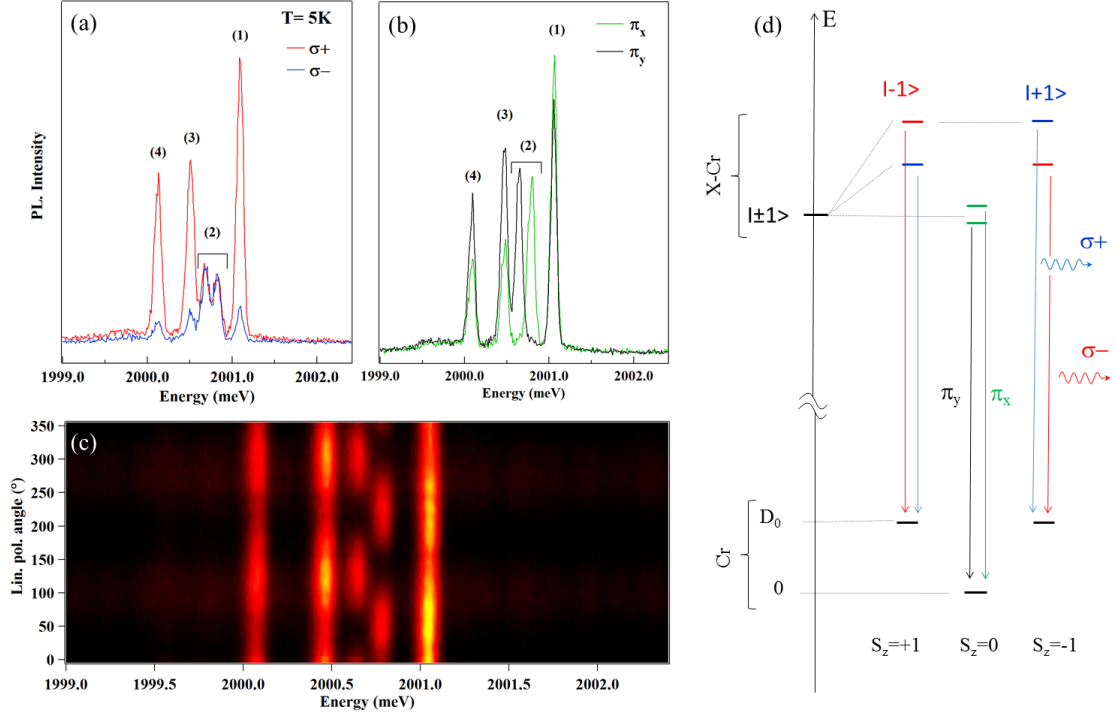 (a)
T= 5K
σ+
σ−
(1)
(3)
(4)
(2)
PL. Intensity
1999.0 2000.0 2001.0 2002.0
Energy (meV)
(b)
πx
πy
(1)
(3)
(2)
(4)
1999.0 2000.0 2001.0 2002.0
Energy (meV)
(c)
350
300
250
200
150
100
50
0
Lin. pol. angle (°)
1999.0 1999.5 2000.0 2000.5 2001.0 2001.5 2002.0
Energy (meV)
(d)
E
|-1> |+1>
X-Cr
|±1>
σ+
σ−
πy πx
D0
Cr
0
Sz=+1 Sz=0 Sz=-1